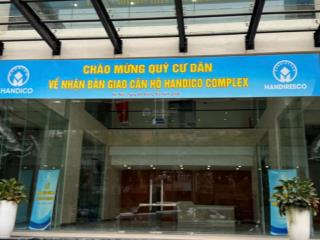 CHÀO MỪNG QUÝ CƯ DÂN
VỀ NHẬN BÀN GIAO CĂN HỘ HANDICO COMPLEX
HANDICO
HANDIRESCO